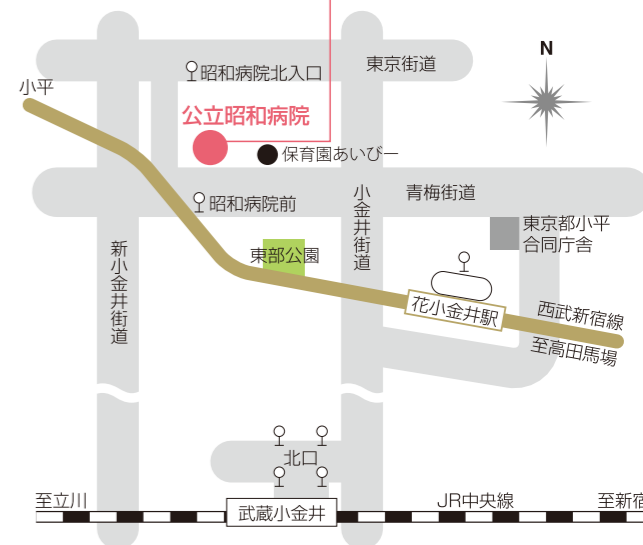 N
東京街道
昭和病院北入口
小平
公立昭和病院
保育園あいびー
青梅街道
小金井街道
昭和病院前
東京都小平
合同庁舎
新小金井街道
東部公園
花小金井駅
西武新宿線
至高田馬場
北口
至立川
武蔵小金井
JR中央線
至新宿